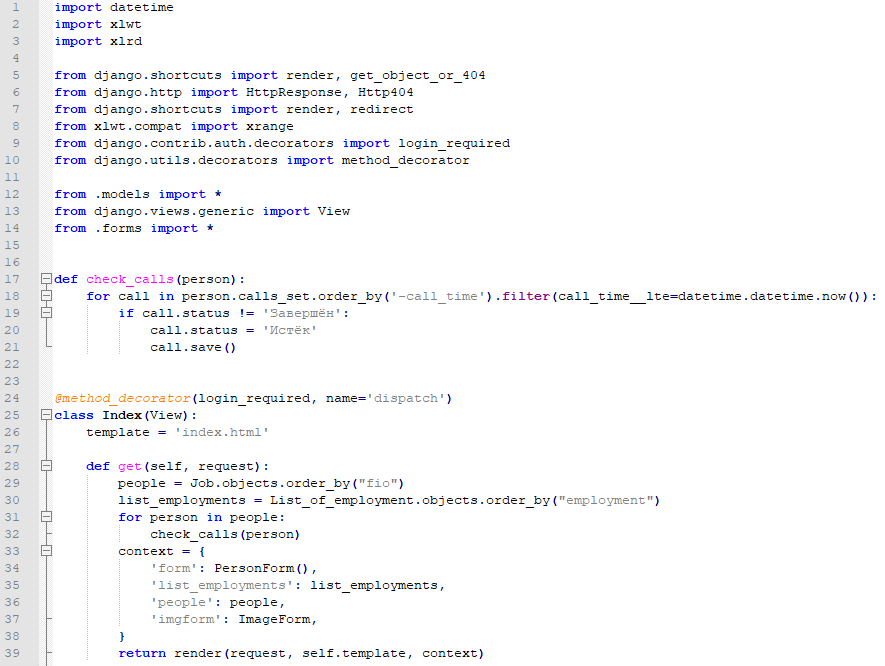 1 import datetime
2 import xlwt
3 import xlrd
4
5 from django.shortcuts import render, get_object_or_404
6 from django.http import HttpResponse, Http404
7 from django.shortcuts import render, redirect
8 from xlwt.compat import xrange
9 from django.contrib.auth.decorators import login_required
10 from django.utils.decorators import method_decorator
11
12 from .models import *
13 from django.views.generic import View
14 from .forms import *
15
16
17 def check_calls(person):
18     for call in person.calls_set.order_by('-call_time').filter(call_time__lte=datetime.datetime.now()):
19         if call.status != 'Завершён':
20             call.status = 'Истёк'
21             call.save()
22
23
24 @method_decorator(login_required, name='dispatch')
25 class Index(View):
26     template = 'index.html'
27
28     def get(self, request):
29         people = Job.objects.order_by("fio")
30         list_employments = List_of_employment.objects.order_by("employment")
31         for person in people:
32             check_calls(person)
33         context = {
34             'form': PersonForm(),
35             'list_employments': list_employments,
36             'people': people,
37             'imgform': ImageForm,
38         }
39         return render(request, self.template, context)